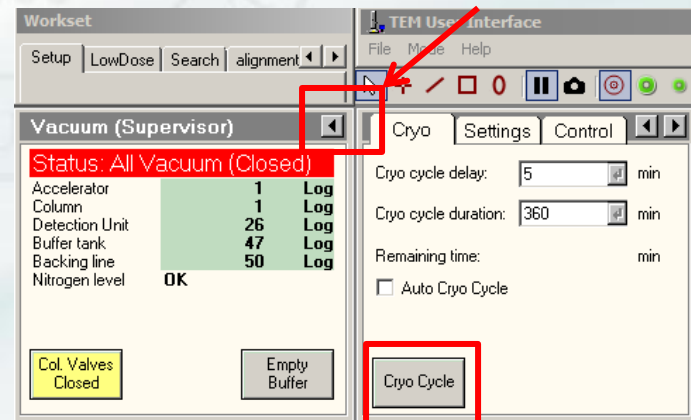 Workset
Setup LowDose Search alignment
Vacuum (Supervisor)
Status: All Vacuum (Closed)
Accelerator 1 Log
Column 1 Log
Detection Unit 26 Log
Buffer tank 47 Log
Backing line 50 Log
Nitrogen level OK
Col. Valves
Closed
Empty
Buffer
TEM User Interface
File Mode Help
Cryo Settings Control
Cryo cycle delay: 5 min
Cryo cycle duration: 360 min
Remaining time: min
Auto Cryo Cycle
Cryo Cycle